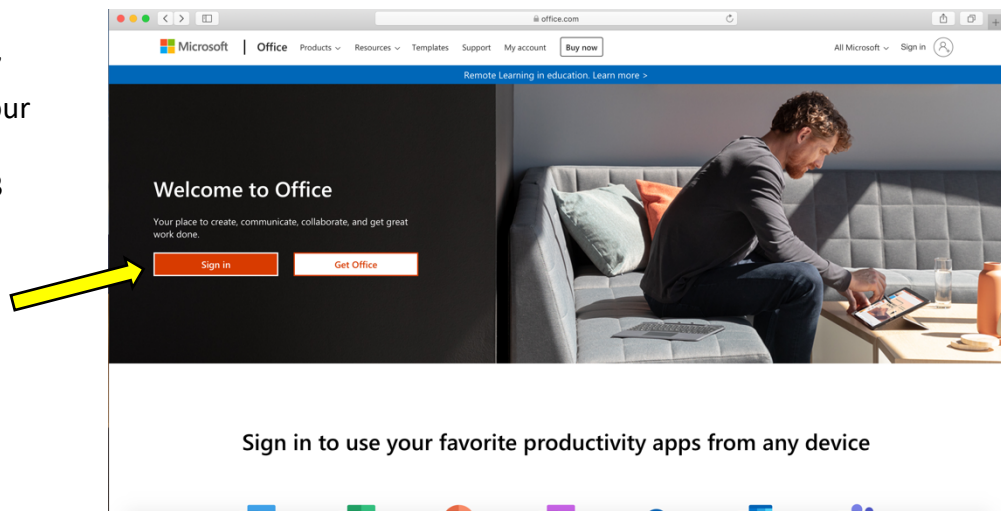 our
office.com
Microsoft | Office Products Resources Templates Support My account Buy now All Microsoft Sign in
Remote Learning in education. Learn more >
Welcome to Office
Your place to create, communicate, collaborate, and get great
work done.
Sign in Get Office
Sign in to use your favorite productivity apps from any device